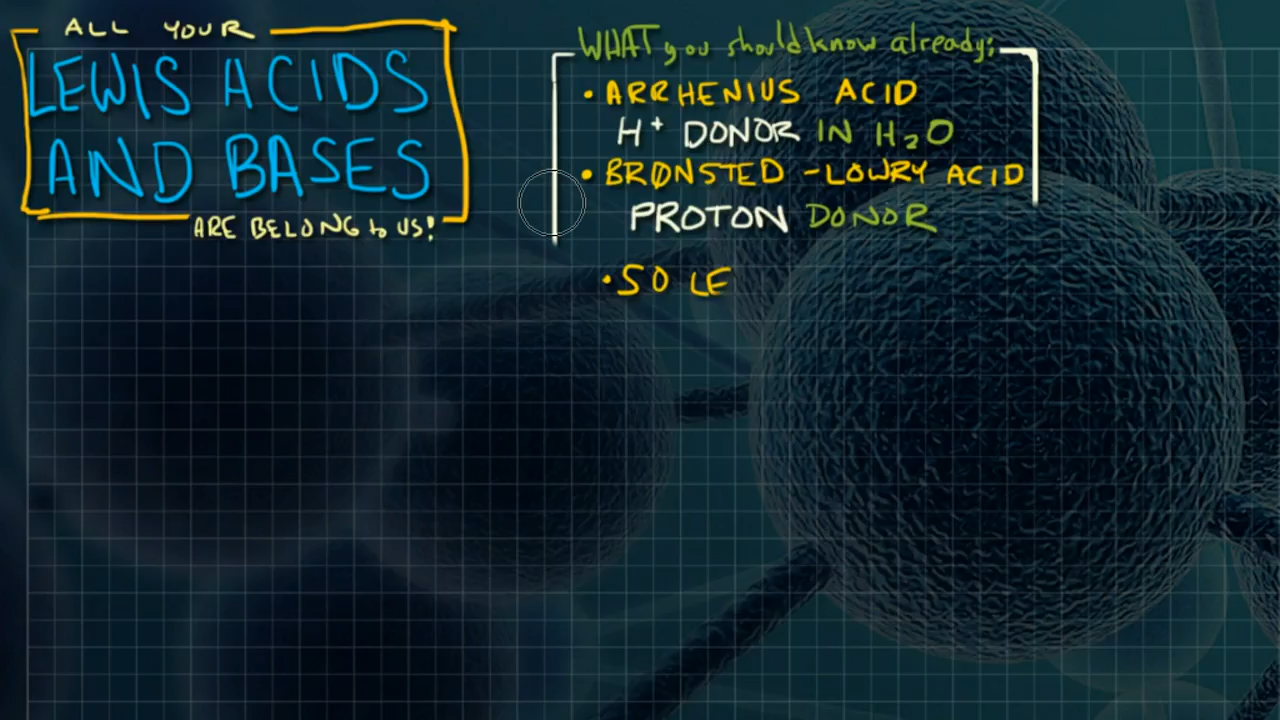 ALL YOUR
LEWIS ACIDS
AND BASES
ARE BELONG to US!
WHAT you should know already:
• ARRHENIUS ACID
H⁺ DONOR IN H₂O
• BRØNSTED-LOWRY ACID
PROTON DONOR
• SO LE